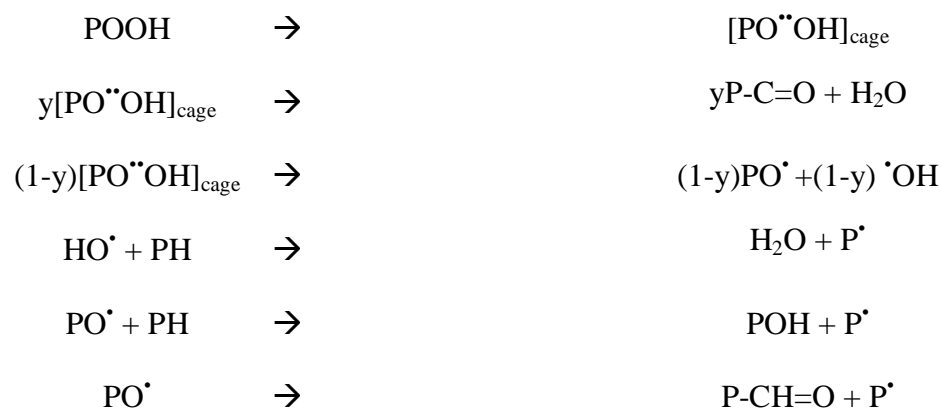 POOH → [PO••OH]cage
y[PO••OH]cage → yP-C=O + H₂O
(1-y)[PO••OH]cage → (1-y)PO• +(1-y) •OH
HO• + PH → H₂O + P•
PO• + PH → POH + P•
PO• → P-CH=O + P•